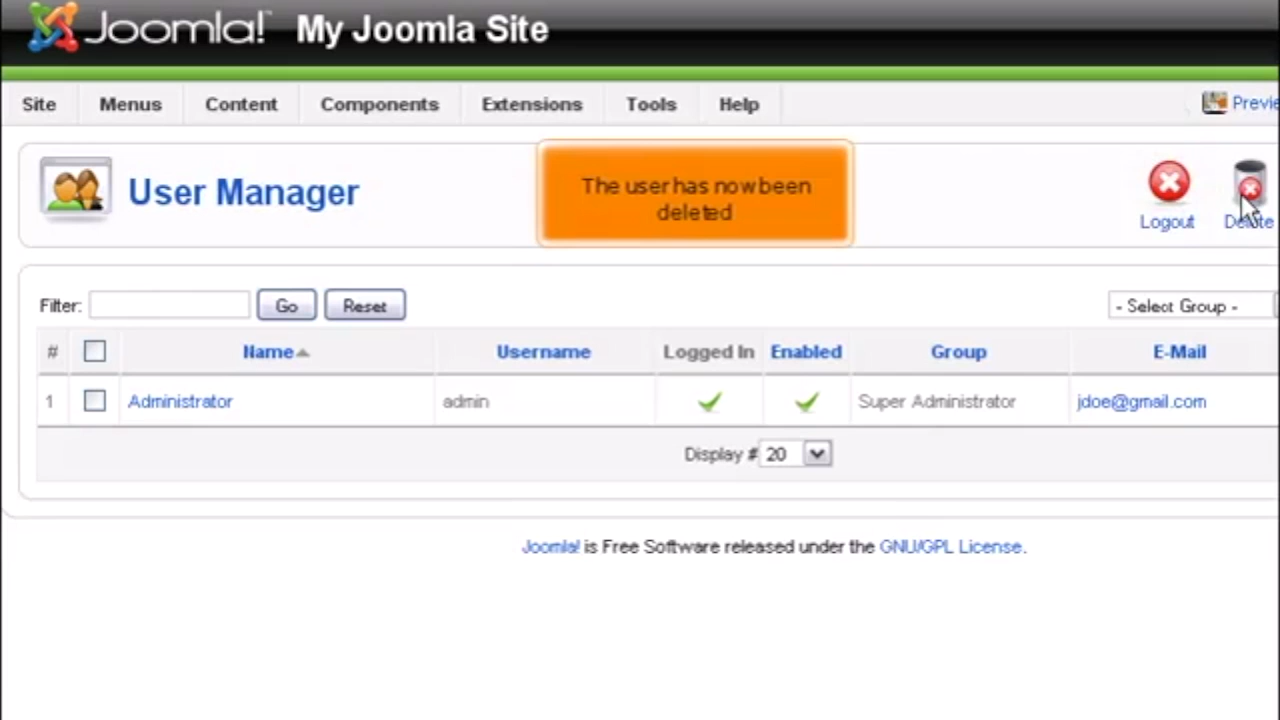 Joomla! My Joomla Site
Site Menus Content Components Extensions Tools Help
User Manager
The user has now been
deleted
Logout Delete
Filter: Go Reset - Select Group -
# Name Username Logged In Enabled Group E-Mail
1 Administrator admin Super Administrator jdoe@gmail.com
Display # 20
Joomla! is Free Software released under the GNU/GPL License.